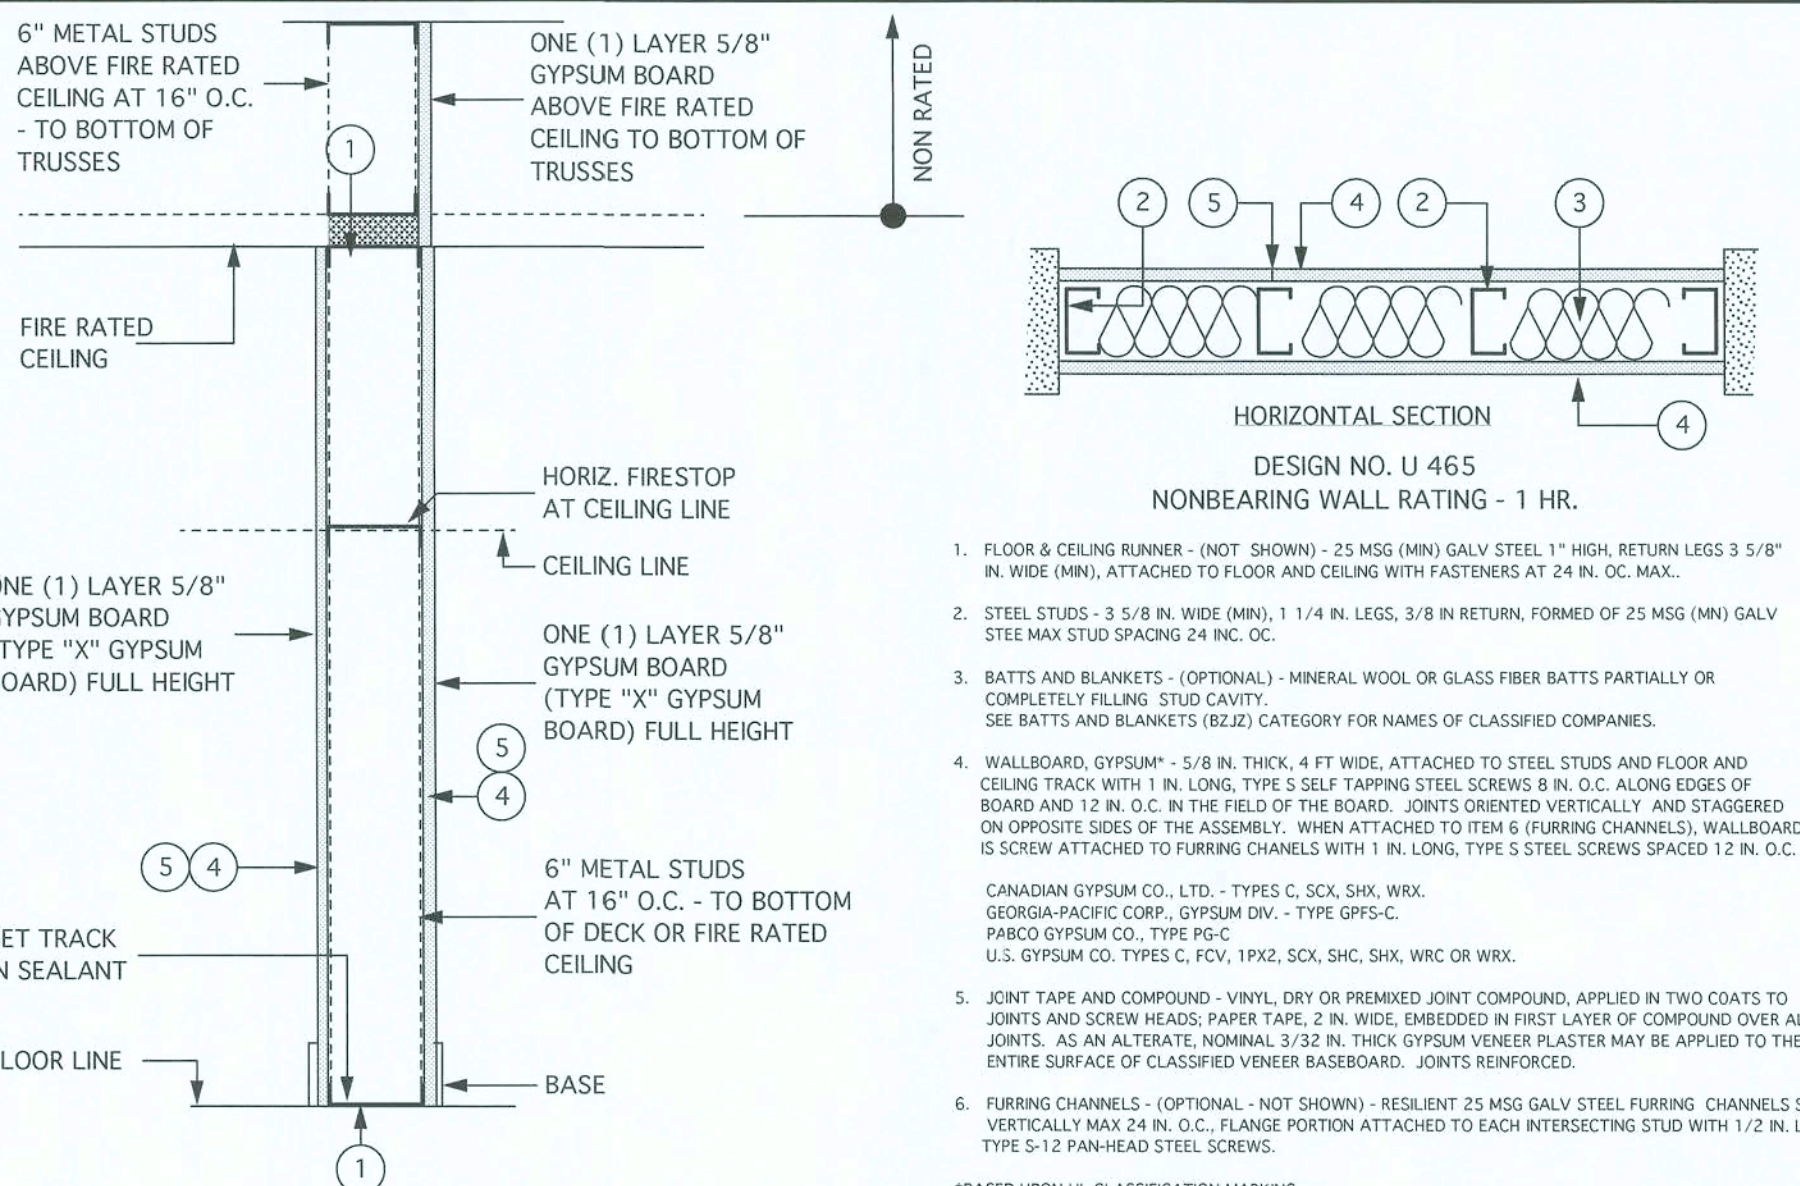 6" METAL STUDS
ABOVE FIRE RATED
CEILING AT 16" O.C.
- TO BOTTOM OF
TRUSSES
1
ONE (1) LAYER 5/8"
GYPSUM BOARD
ABOVE FIRE RATED
CEILING TO BOTTOM OF
TRUSSES
NON RATED
FIRE RATED
CEILING
HORIZ. FIRESTOP
AT CEILING LINE
CEILING LINE
ONE (1) LAYER 5/8"
GYPSUM BOARD
TYPE "X" GYPSUM
OARD) FULL HEIGHT
ONE (1) LAYER 5/8"
GYPSUM BOARD
(TYPE "X" GYPSUM
BOARD) FULL HEIGHT
5
4
5 4
6" METAL STUDS
AT 16" O.C. - TO BOTTOM
OF DECK OR FIRE RATED
CEILING
ET TRACK
N SEALANT
LOOR LINE
BASE
1
2 5 4 2 3
4
HORIZONTAL SECTION
DESIGN NO. U 465
NONBEARING WALL RATING - 1 HR.
1. FLOOR & CEILING RUNNER - (NOT SHOWN) - 25 MSG (MIN) GALV STEEL 1" HIGH, RETURN LEGS 3 5/8"
IN. WIDE (MIN), ATTACHED TO FLOOR AND CEILING WITH FASTENERS AT 24 IN. OC. MAX..
2. STEEL STUDS - 3 5/8 IN. WIDE (MIN), 1 1/4 IN. LEGS, 3/8 IN RETURN, FORMED OF 25 MSG (MN) GALV
STEE MAX STUD SPACING 24 INC. OC.
3. BATTS AND BLANKETS - (OPTIONAL) - MINERAL WOOL OR GLASS FIBER BATTS PARTIALLY OR
COMPLETELY FILLING STUD CAVITY.
SEE BATTS AND BLANKETS (BZJZ) CATEGORY FOR NAMES OF CLASSIFIED COMPANIES.
4. WALLBOARD, GYPSUM* - 5/8 IN. THICK, 4 FT WIDE, ATTACHED TO STEEL STUDS AND FLOOR AND
CEILING TRACK WITH 1 IN. LONG, TYPE S SELF TAPPING STEEL SCREWS 8 IN. O.C. ALONG EDGES OF
BOARD AND 12 IN. O.C. IN THE FIELD OF THE BOARD. JOINTS ORIENTED VERTICALLY AND STAGGERED
ON OPPOSITE SIDES OF THE ASSEMBLY. WHEN ATTACHED TO ITEM 6 (FURRING CHANNELS), WALLBOARD
IS SCREW ATTACHED TO FURRING CHANELS WITH 1 IN. LONG, TYPE S STEEL SCREWS SPACED 12 IN. O.C.
CANADIAN GYPSUM CO., LTD. - TYPES C, SCX, SHX, WRX.
GEORGIA-PACIFIC CORP., GYPSUM DIV. - TYPE GPFS-C.
PABCO GYPSUM CO., TYPE PG-C
U.S. GYPSUM CO. TYPES C, FCV, 1PX2, SCX, SHC, SHX, WRC OR WRX.
5. JOINT TAPE AND COMPOUND - VINYL, DRY OR PREMIXED JOINT COMPOUND, APPLIED IN TWO COATS TO
JOINTS AND SCREW HEADS; PAPER TAPE, 2 IN. WIDE, EMBEDDED IN FIRST LAYER OF COMPOUND OVER AL
JOINTS. AS AN ALTERATE, NOMINAL 3/32 IN. THICK GYPSUM VENEER PLASTER MAY BE APPLIED TO THE
ENTIRE SURFACE OF CLASSIFIED VENEER BASEBOARD. JOINTS REINFORCED.
6. FURRING CHANNELS - (OPTIONAL - NOT SHOWN) - RESILIENT 25 MSG GALV STEEL FURRING CHANNELS S
VERTICALLY MAX 24 IN. O.C., FLANGE PORTION ATTACHED TO EACH INTERSECTING STUD WITH 1/2 IN. L
TYPE S-12 PAN-HEAD STEEL SCREWS.